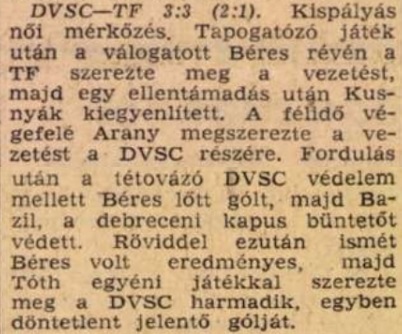 DVSC—TF 3:3 (2:1). Kispályás
női mérkőzés. Tapogatózó játék
után a válogatott Béres révén a
TF szerezte meg a vezetést,
majd egy ellentámadás után Kus-
nyák kiegyenlített. A félidő vé-
gefelé Arany megszerezte a ve-
zetést a DVSC részére. Fordulás
után a tétovázó DVSC védelem
mellett Béres lőtt gólt, majd Ba-
zil, a debreceni kapus büntetőt
védett. Röviddel ezután ismét
Béres volt eredményes, majd
Tóth egyéni játékkal szerezte
meg a DVSC harmadik, egyben
döntetlent jelentő gólját.